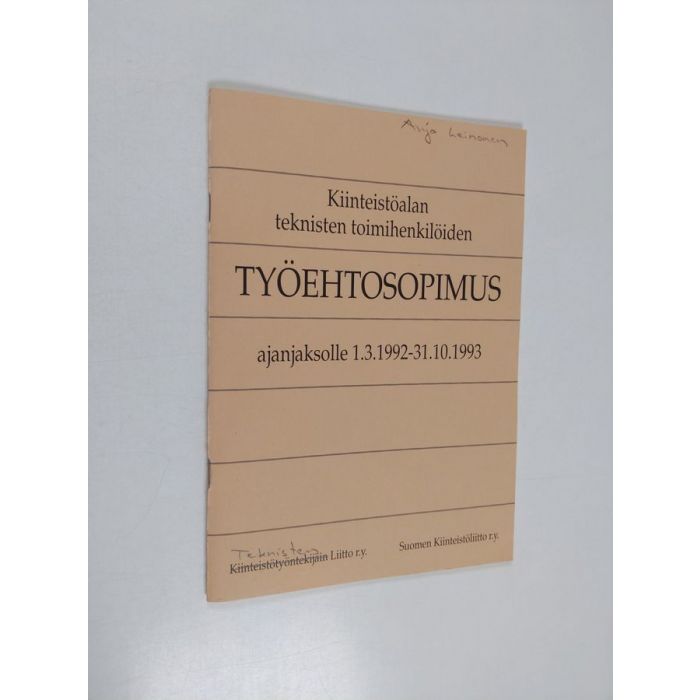 Anja Leinonen
Kiinteistöalan
teknisten toimihenkilöiden
TYÖEHTOSOPIMUS
ajanjaksolle 1.3.1992-31.10.1993
Teknisten
Kiinteistötyöntekijäin Liitto r.y.
Suomen Kiinteistöliitto r.y.